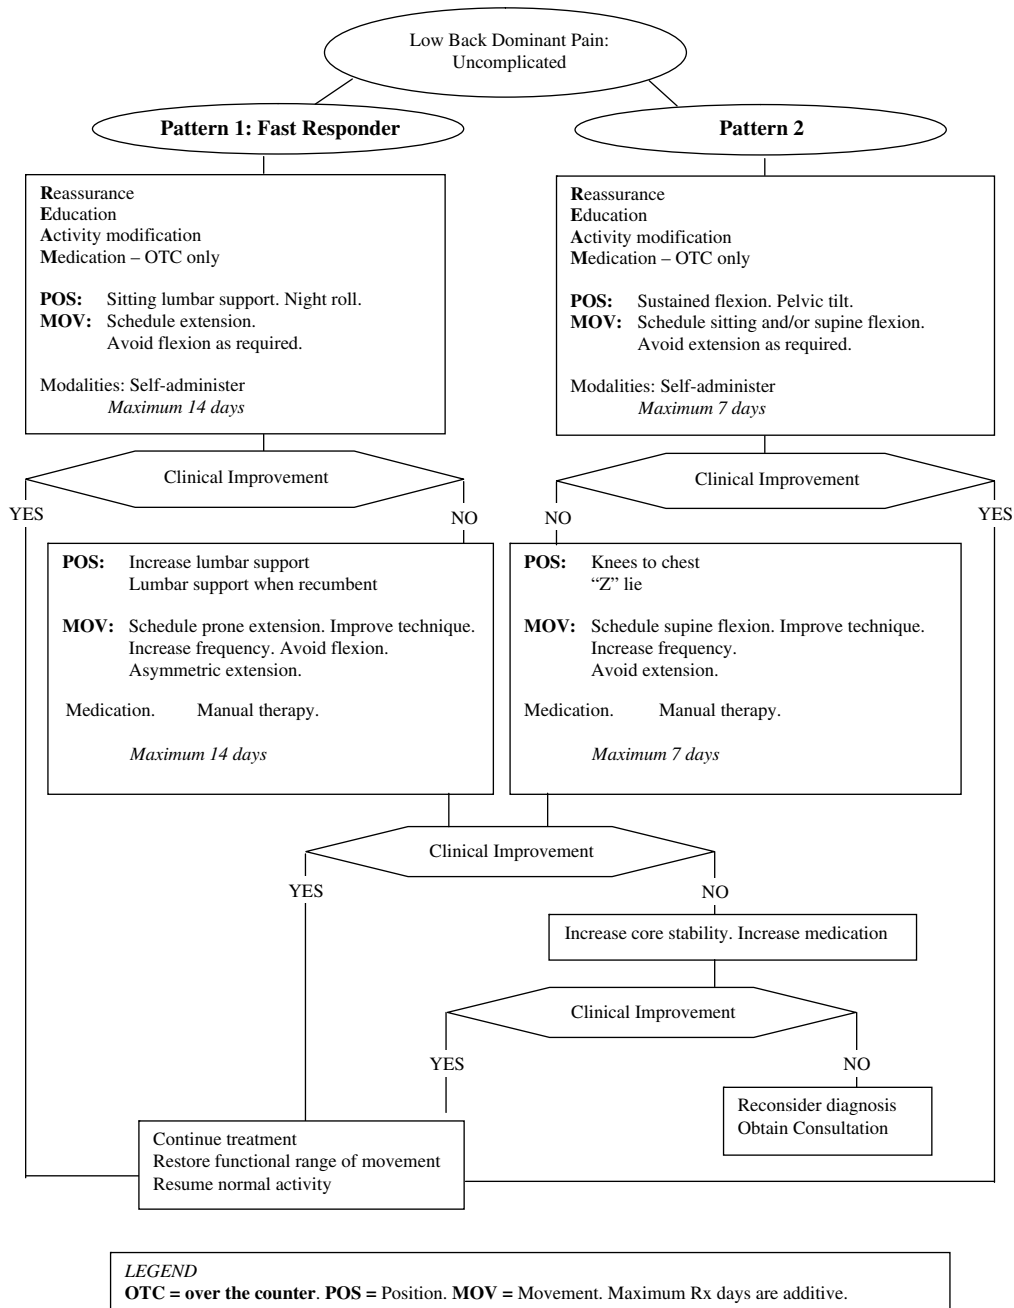 Low Back Dominant Pain:
Uncomplicated
Pattern 1: Fast Responder
Reassurance
Education
Activity modification
Medication – OTC only
POS: Sitting lumbar support. Night roll.
MOV: Schedule extension.
Avoid flexion as required.
Modalities: Self-administer
Maximum 14 days
Pattern 2
Reassurance
Education
Activity modification
Medication – OTC only
POS: Sustained flexion. Pelvic tilt.
MOV: Schedule sitting and/or supine flexion.
Avoid extension as required.
Modalities: Self-administer
Maximum 7 days
Clinical Improvement
YES
NO
Clinical Improvement
NO
YES
POS: Increase lumbar support
Lumbar support when recumbent
MOV: Schedule prone extension. Improve technique.
Increase frequency. Avoid flexion.
Asymmetric extension.
Medication. Manual therapy.
Maximum 14 days
POS: Knees to chest
“Z” lie
MOV: Schedule supine flexion. Improve technique.
Increase frequency.
Avoid extension.
Medication. Manual therapy.
Maximum 7 days
Clinical Improvement
YES
NO
Increase core stability. Increase medication
Clinical Improvement
YES
NO
Reconsider diagnosis
Obtain Consultation
Continue treatment
Restore functional range of movement
Resume normal activity
LEGEND
OTC = over the counter. POS = Position. MOV = Movement. Maximum Rx days are additive.